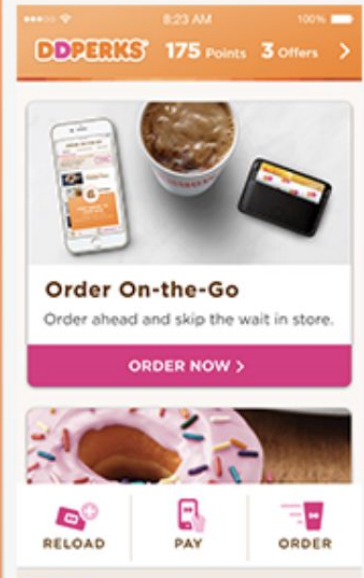 8:23 AM 100%
DDPERKS 175 Points 3 Offers >
Order On-the-Go
Order ahead and skip the wait in store.
ORDER NOW >
RELOAD PAY ORDER